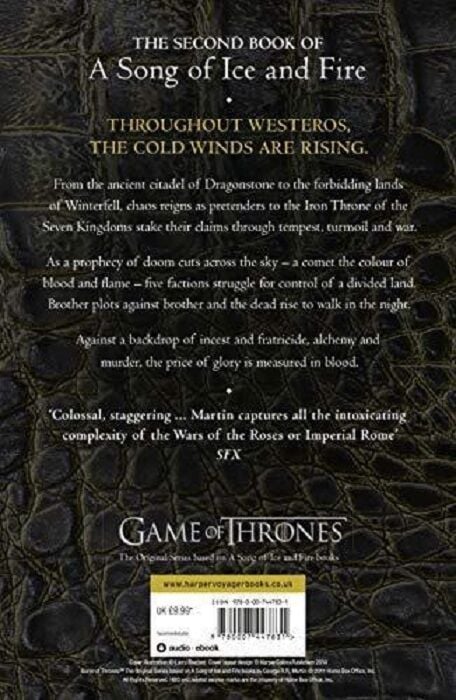 THE SECOND BOOK OF
A Song of Ice and Fire
THROUGHOUT WESTEROS,
THE COLD WINDS ARE RISING.
From the ancient citadel of Dragonstone to the forbidding lands
of Winterfell, chaos reigns as pretenders to the Iron Throne of the
Seven Kingdoms stake their claims through tempest, turmoil and war.
As a prophecy of doom cuts across the sky – a comet the colour of
blood and flame – five factions struggle for control of a divided land.
Brother plots against brother and the dead rise to walk in the night.
Against a backdrop of incest and fratricide, alchemy and
murder, the price of glory is measured in blood.
'Colossal, staggering ... Martin captures all the intoxicating
complexity of the Wars of the Roses or Imperial Rome'
SFX
GAME OF THRONES
The Original Series based on A Song of Ice and Fire books
www.harpervoyagerbooks.co.uk
UK £9.99
audio · ebook